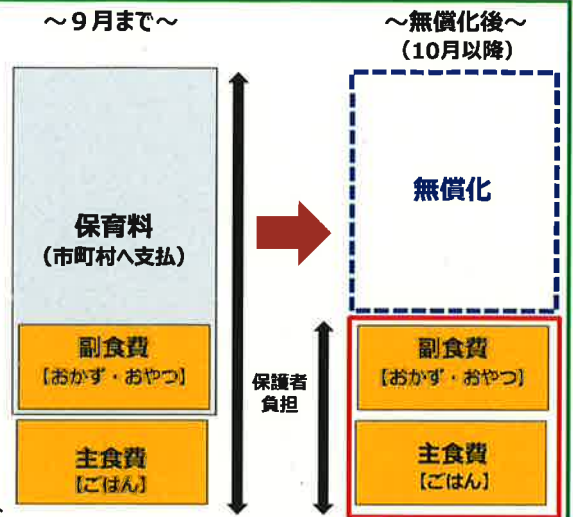 ～９月まで～
保育料
（市町村へ支払）
副食費
【おかず・おやつ】
主食費
【ごはん】
保護者
負担
～無償化後～
（10月以降）
無償化
副食費
【おかず・おやつ】
主食費
【ごはん】